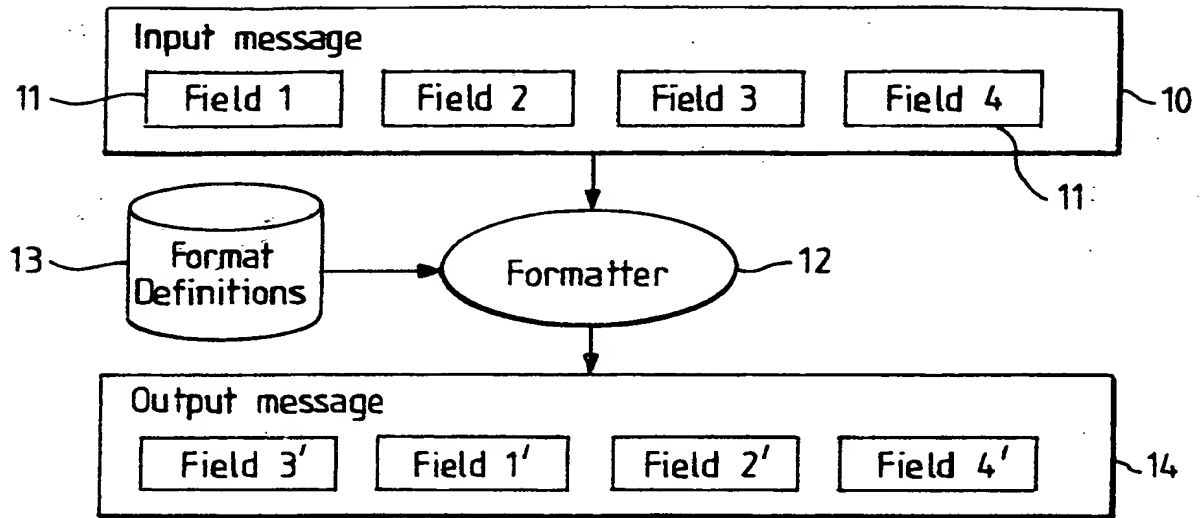 Input message
11 Field 1 Field 2 Field 3 Field 4 10
11
13 Format Definitions Formatter 12
Output message
Field 3' Field 1' Field 2' Field 4' 14